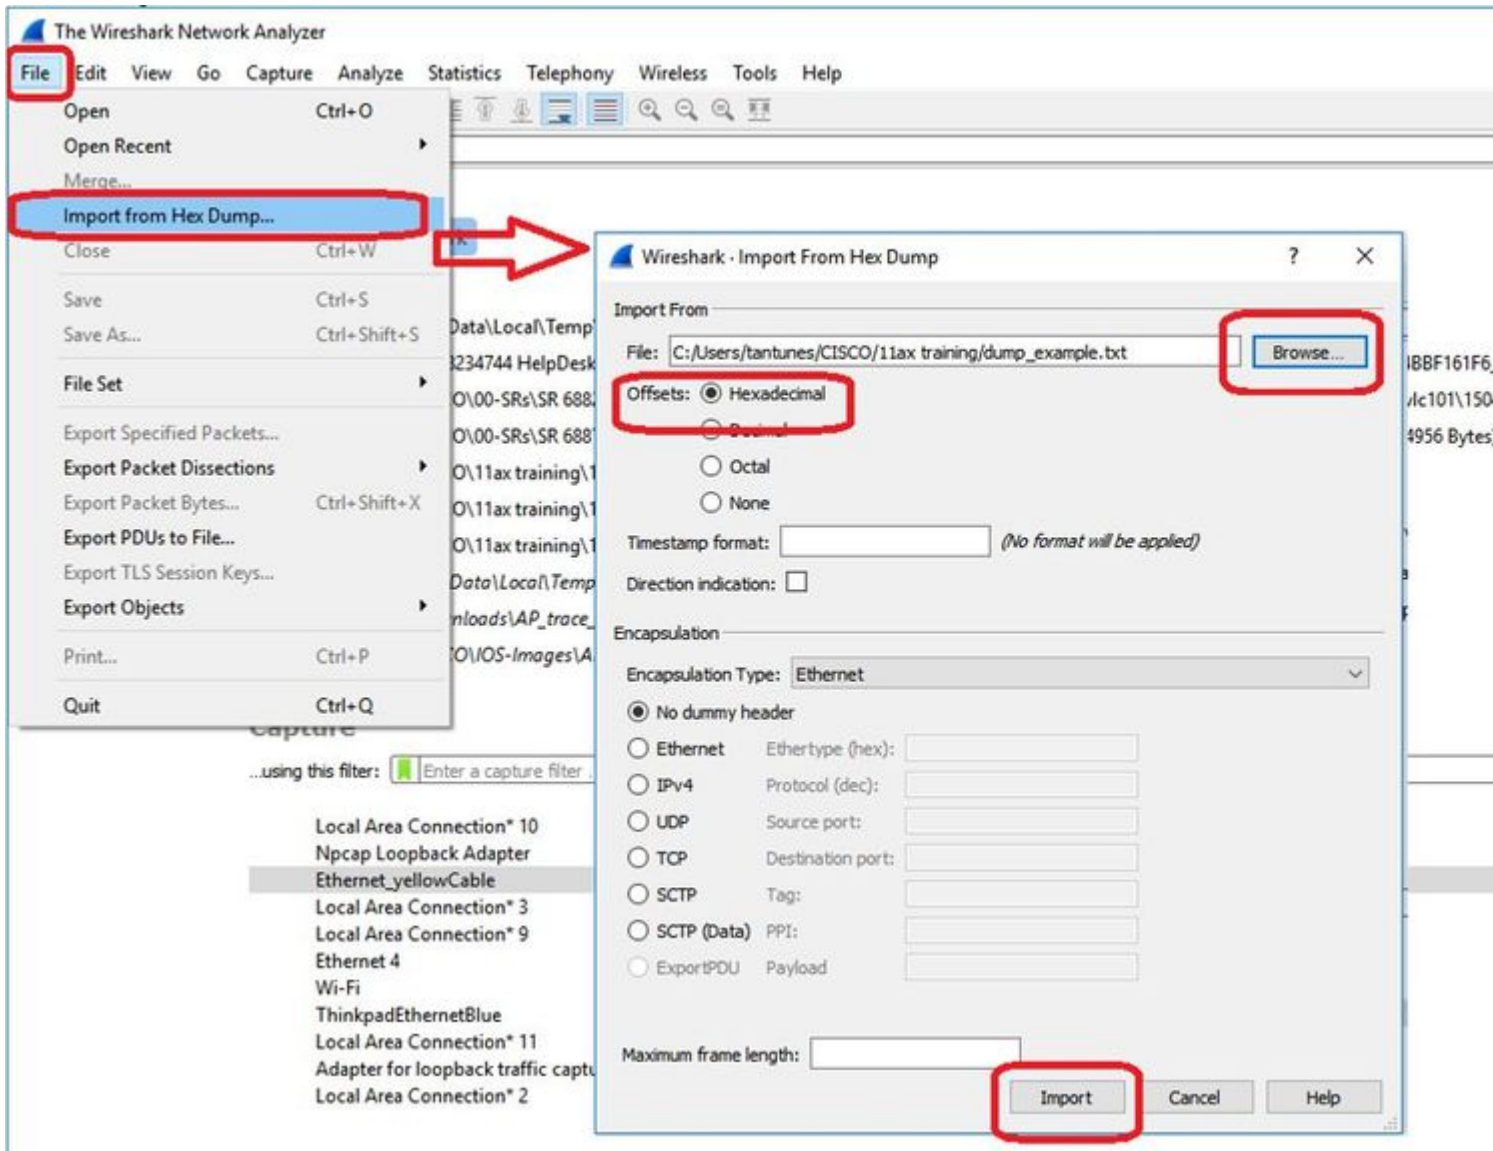 The Wireshark Network Analyzer
File Edit View Go Capture Analyze Statistics Telephony Wireless Tools Help
Open Ctrl+O
Open Recent
Merge...
Import from Hex Dump...
Close Ctrl+W
Save Ctrl+S
Save As... Ctrl+Shift+S
File Set
Export Specified Packets...
Export Packet Dissections
Export Packet Bytes... Ctrl+Shift+X
Export PDUs to File...
Export TLS Session Keys...
Export Objects
Print... Ctrl+P
Quit Ctrl+Q
Data\Local\Temp
3234744 HelpDesk
O\00-SRs\SR 688
O\00-SRs\SR 688
O\11ax training\1
O\11ax training\1
O\11ax training\1
Data\Local\Temp
nloads\AP_trace_
CO\IOS-Images\A
BBF161F6_
vlc101\150
4956 Bytes
Capture
...using this filter: Enter a capture filter
Local Area Connection* 10
Npcap Loopback Adapter
Ethernet_yellowCable
Local Area Connection* 3
Local Area Connection* 9
Ethernet 4
Wi-Fi
ThinkpadEthernetBlue
Local Area Connection* 11
Adapter for loopback traffic captu
Local Area Connection* 2
Wireshark · Import From Hex Dump ?
Import From
File: C:/Users/tantunes/CISCO/11ax training/dump_example.txt Browse...
Offsets: Hexadecimal
Decimal
Octal
None
Timestamp format: (No format will be applied)
Direction indication:
Encapsulation
Encapsulation Type: Ethernet
No dummy header
Ethernet Ethertype (hex):
IPv4 Protocol (dec):
UDP Source port:
TCP Destination port:
SCTP Tag:
SCTP (Data) PPI:
ExportPDU Payload
Maximum frame length:
Import Cancel Help